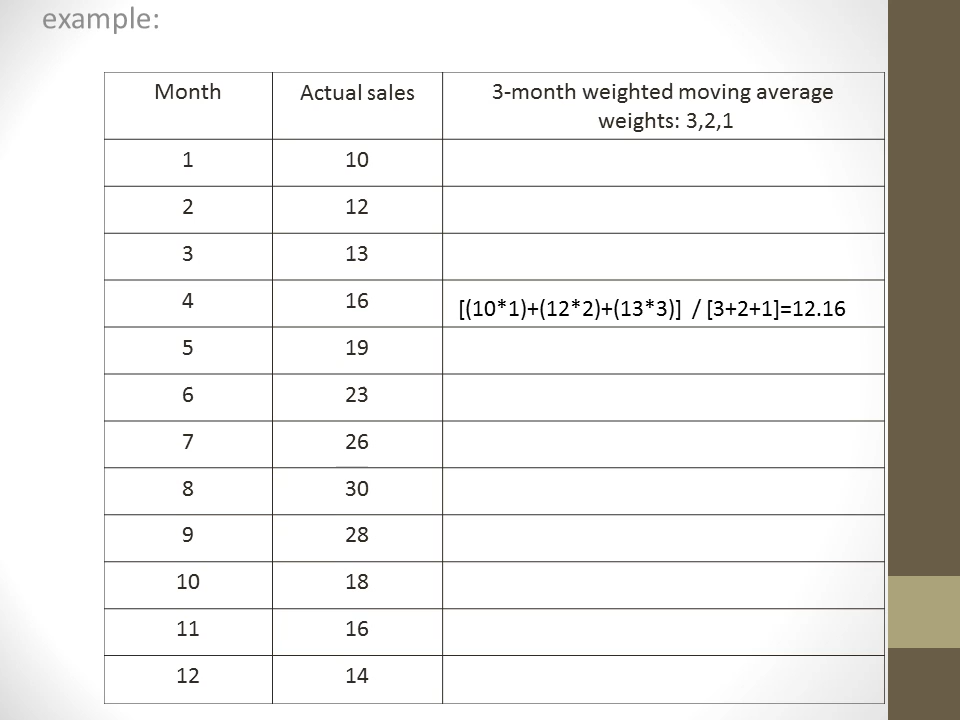 example:
Month Actual sales 3-month weighted moving average
weights: 3,2,1
1 10
2 12
3 13
4 16 [(10*1)+(12*2)+(13*3)] / [3+2+1]=12.16
5 19
6 23
7 26
8 30
9 28
10 18
11 16
12 14